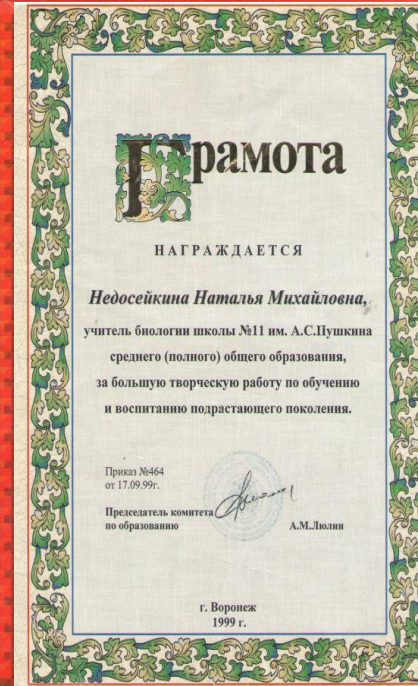 Грамота
НАГРАЖДАЕТСЯ
Недосейкина Наталья Михайловна,
учитель биологии школы №11 им. А.С.Пушкина
среднего (полного) общего образования,
за большую творческую работу по обучению
и воспитанию подрастающего поколения.
Приказ №464
от 17.09.99г.
Председатель комитета
по образованию
А.М.Люлин
г. Воронеж
1999 г.